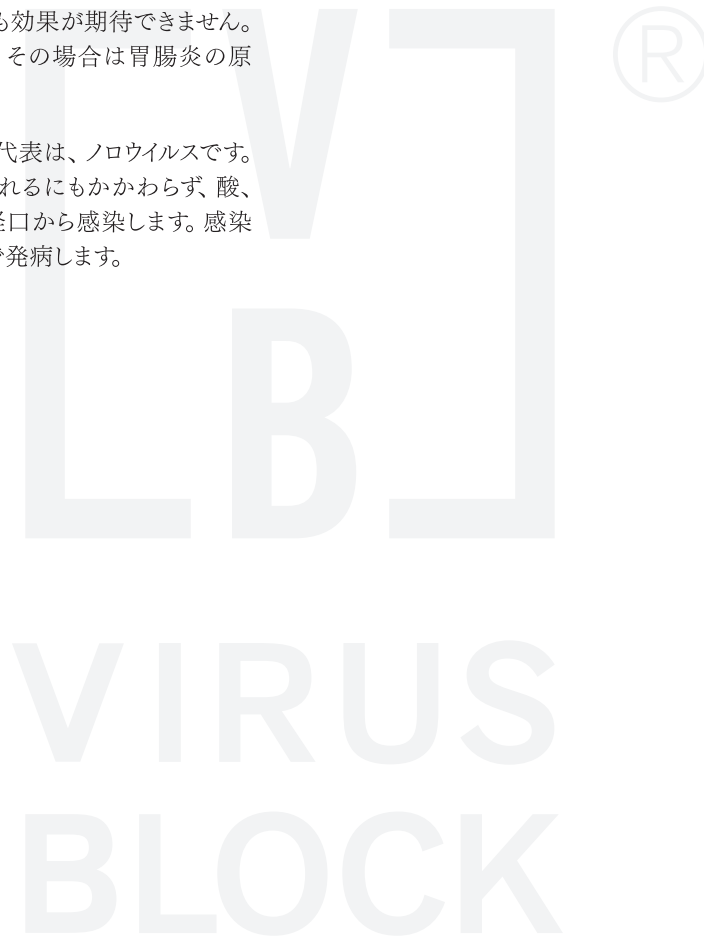 も効果が期待できません。
その場合は胃腸炎の原
代表は、ノロウイルスです。
れるにもかかわらず、酸、
経口から感染します。感染
で発病します。
V
B
®
VIRUS
BLOCK